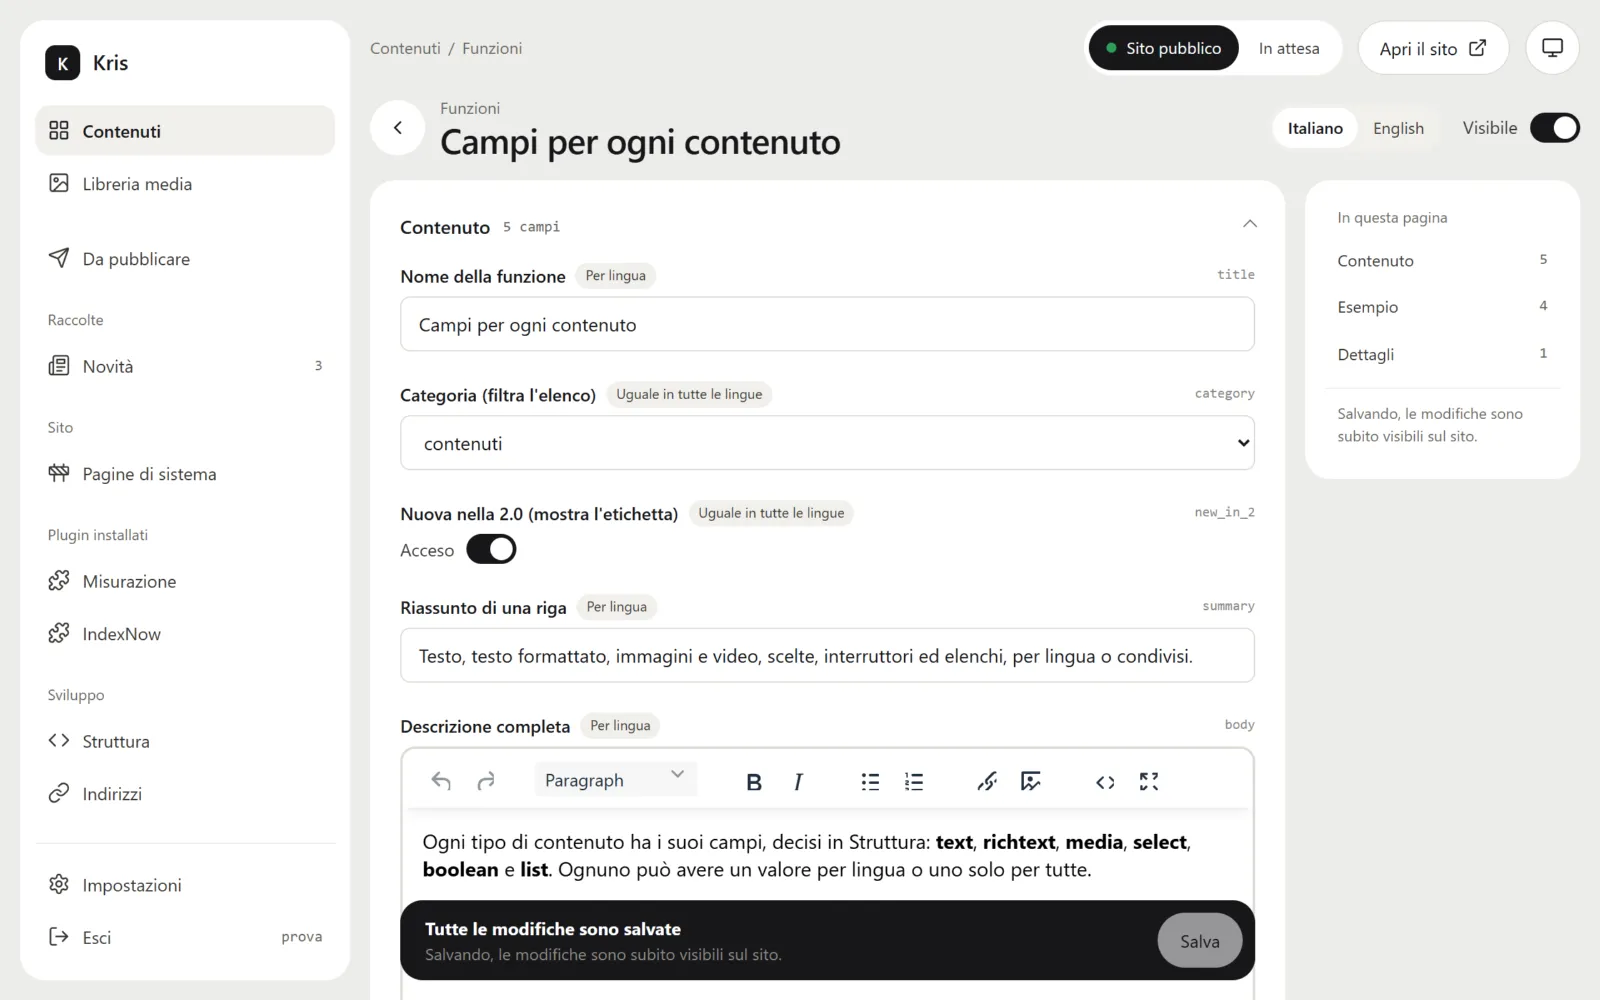 K Kris
Contenuti
Libreria media
Da pubblicare
Raccolte
Novità 3
Sito
Pagine di sistema
Plugin installati
Misurazione
IndexNow
Sviluppo
Struttura
Indirizzi
Impostazioni
Esci prova
Contenuti / Funzioni
Sito pubblico In attesa Apri il sito
Funzioni
Campi per ogni contenuto
Italiano English Visibile
Contenuto 5 campi
Nome della funzione Per lingua title
Campi per ogni contenuto
Categoria (filtra l'elenco) Uguale in tutte le lingue category
contenuti
Nuova nella 2.0 (mostra l'etichetta) Uguale in tutte le lingue new_in_2
Acceso
Riassunto di una riga Per lingua summary
Testo, testo formattato, immagini e video, scelte, interruttori ed elenchi, per lingua o condivisi.
Descrizione completa Per lingua body
Paragraph B I
Ogni tipo di contenuto ha i suoi campi, decisi in Struttura: text, richtext, media, select,
boolean e list. Ognuno può avere un valore per lingua o uno solo per tutte.
Tutte le modifiche sono salvate
Salvando, le modifiche sono subito visibili sul sito.
Salva
In questa pagina
Contenuto 5
Esempio 4
Dettagli 1
Salvando, le modifiche sono
subito visibili sul sito.